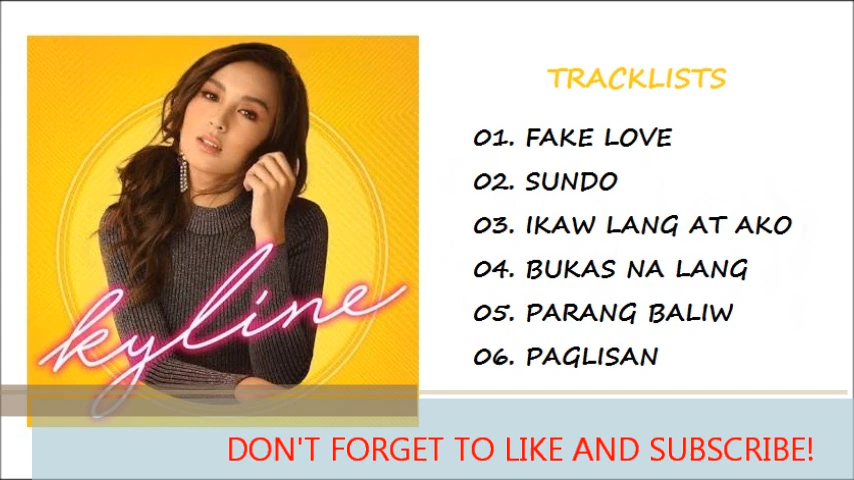 kyline
TRACKLISTS
01. FAKE LOVE
02. SUNDO
03. IKAW LANG AT AKO
04. BUKAS NA LANG
05. PARANG BALIW
06. PAGLISAN
DON'T FORGET TO LIKE AND SUBSCRIBE!